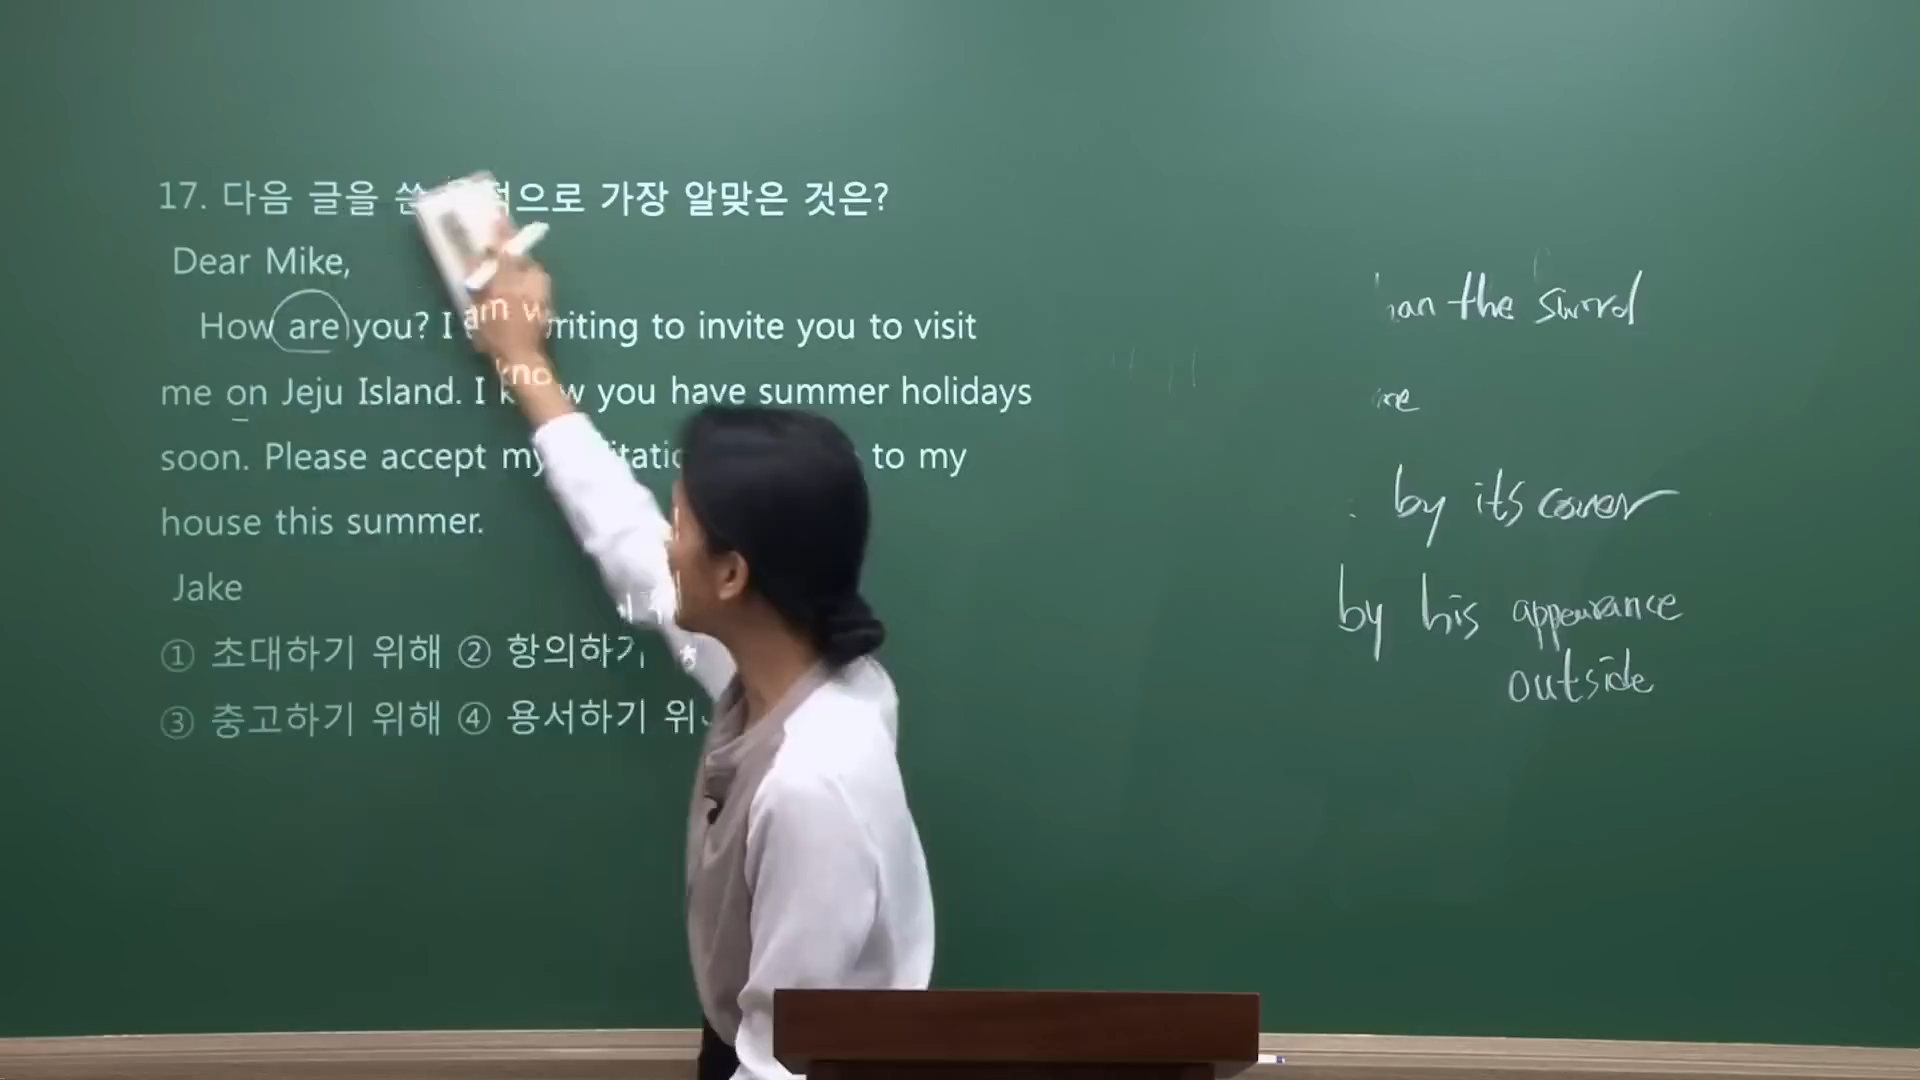 17. 다음 글을 쓴 으로 가장 알맞은 것은?
Dear Mike,
How are you? I am writing to invite you to visit
me on Jeju Island. I know you have summer holidays
soon. Please accept my to my
house this summer.
Jake
① 초대하기 위해 ② 항의하기
③ 충고하기 위해 ④ 용서하기 위
the sword
by its cover
by his appearance
outside